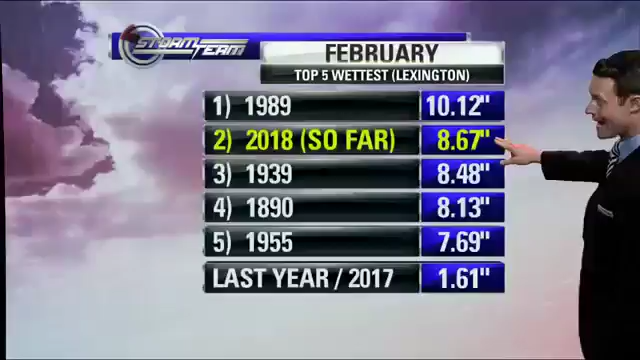 STORM TEAM
FEBRUARY
TOP 5 WETTEST (LEXINGTON)
1) 1989 10.12"
2) 2018 (SO FAR) 8.67"
3) 1939 8.48"
4) 1890 8.13"
5) 1955 7.69"
LAST YEAR / 2017 1.61"